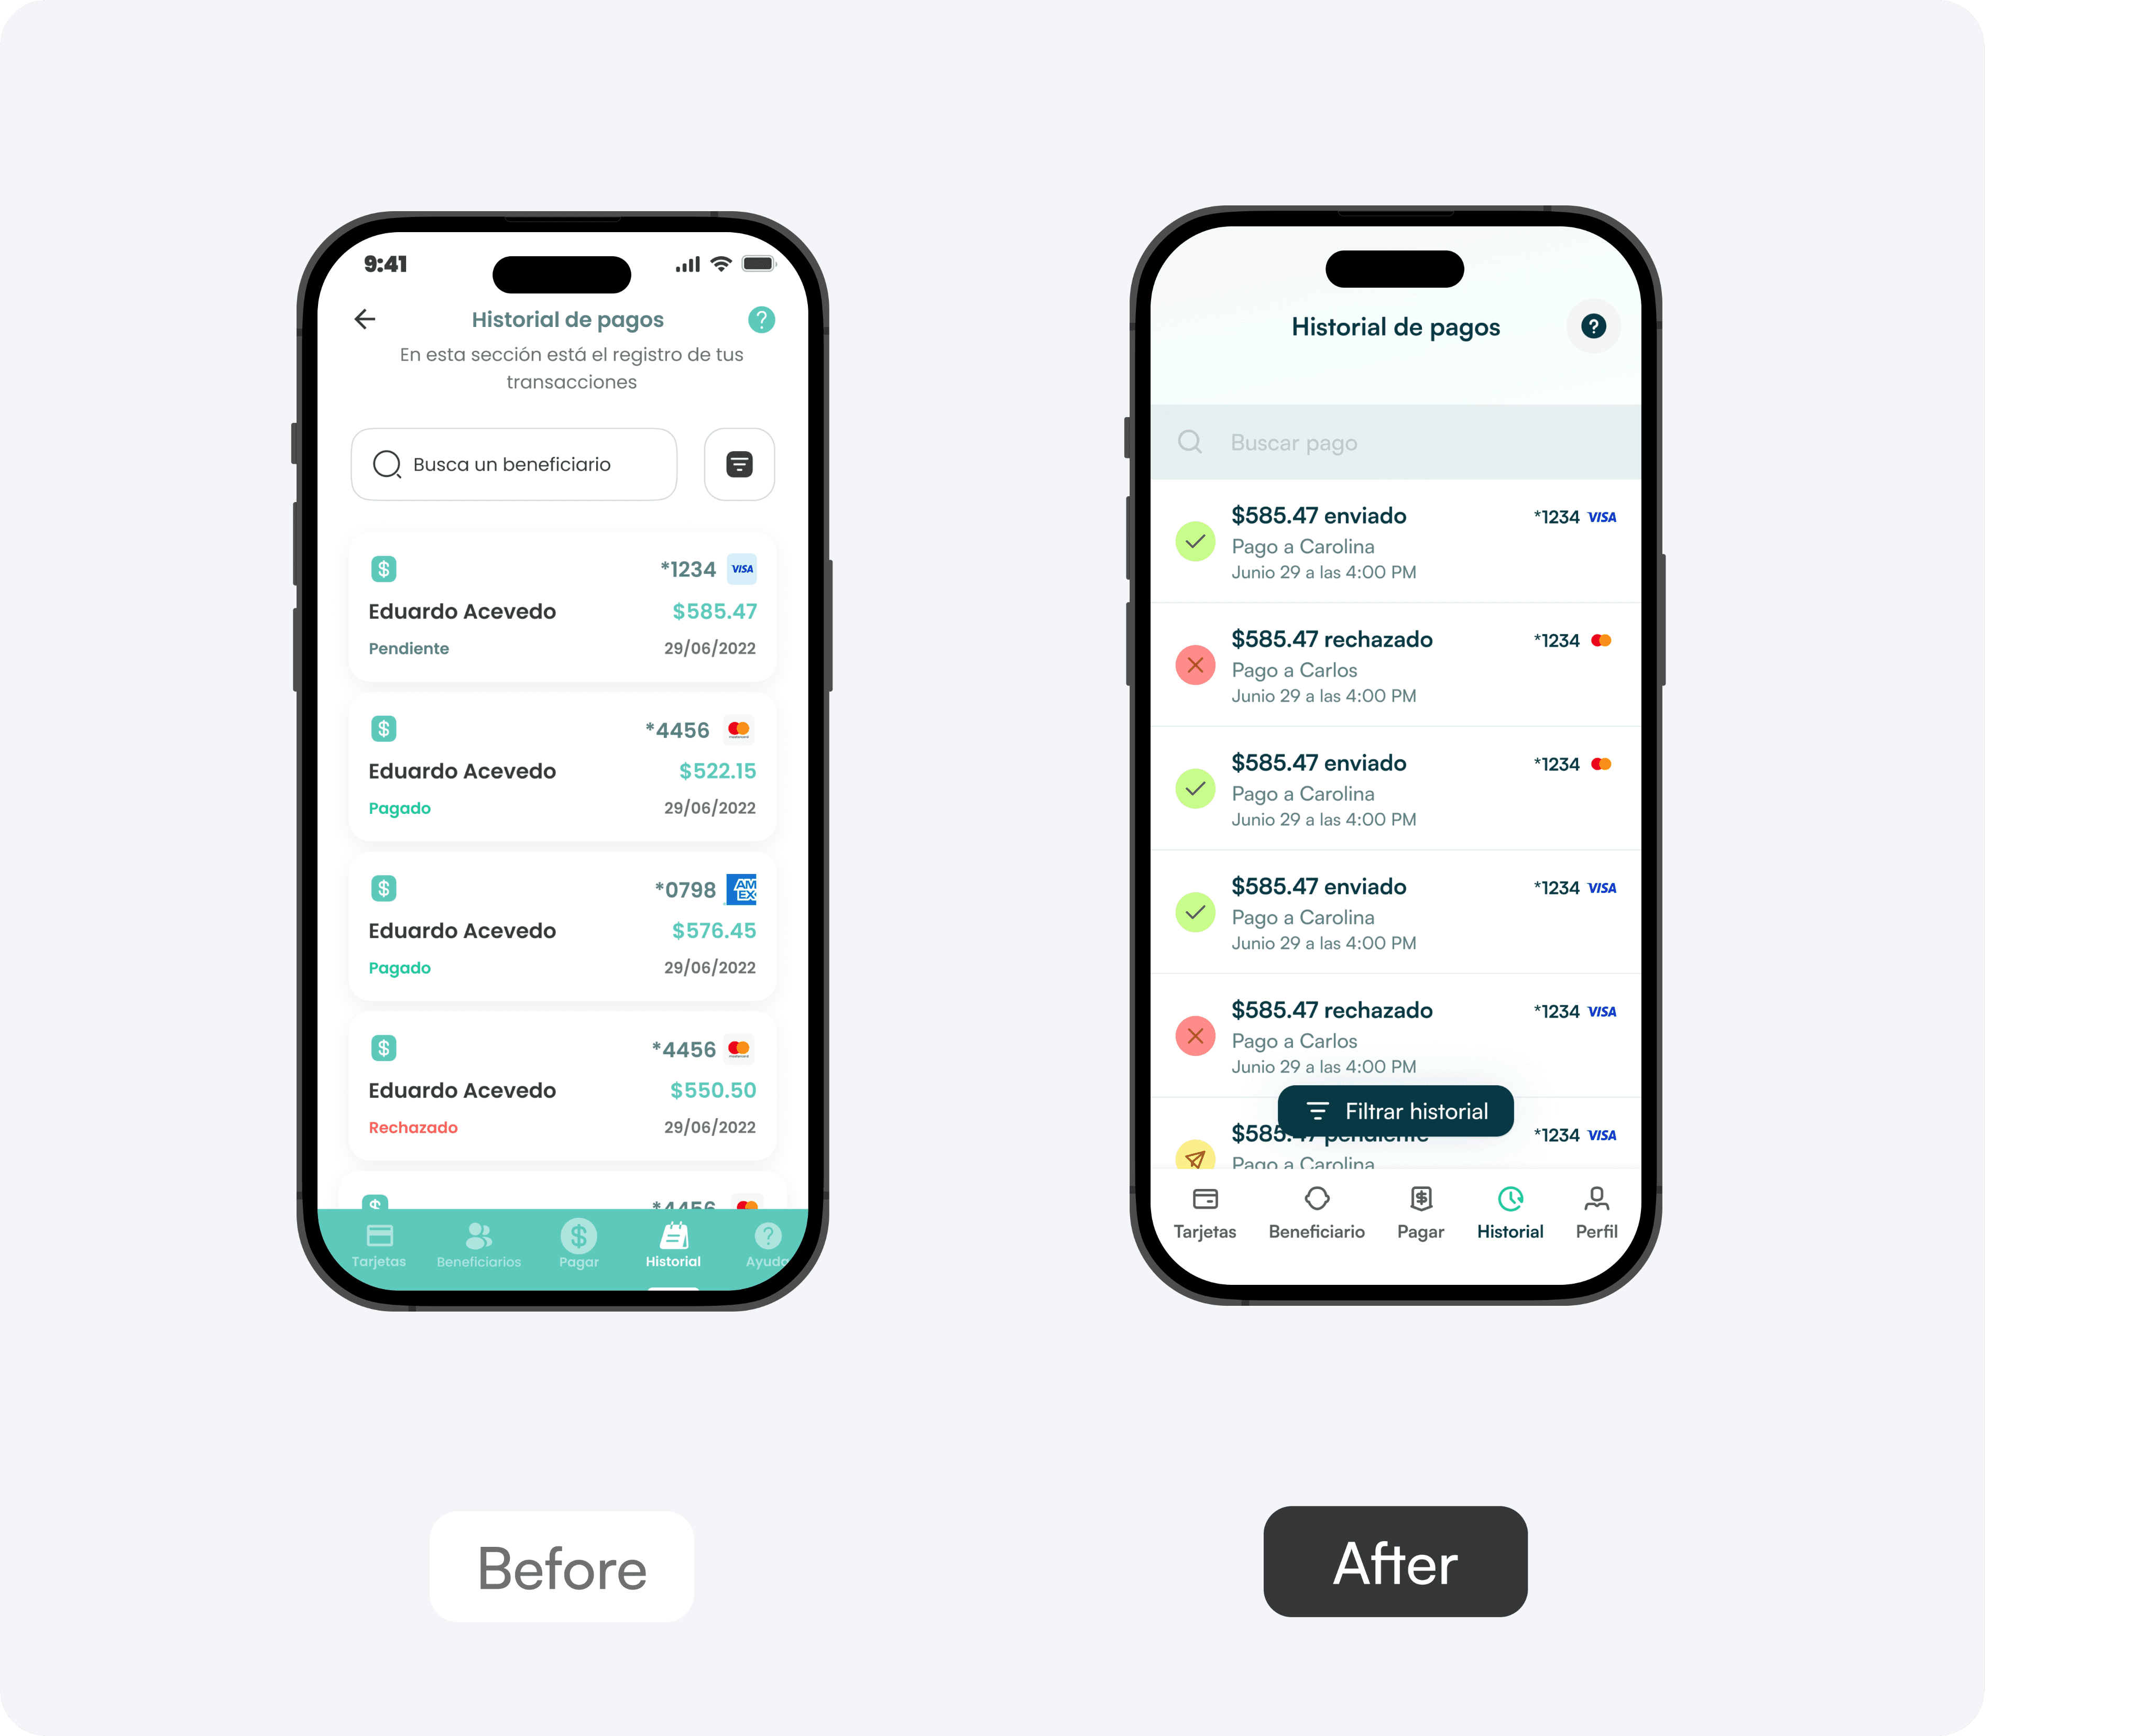 9:41
Historial de pagos
?
En esta sección está el registro de tus
transacciones
Busca un beneficiario
$ *1234 VISA
Eduardo Acevedo $585.47
Pendiente 29/06/2022
$ *4456
Eduardo Acevedo $522.15
Pagado 29/06/2022
$ *0798 AM
EX
Eduardo Acevedo $576.45
Pagado 29/06/2022
$ *4456
Eduardo Acevedo $550.50
Rechazado 29/06/2022
$ *4456
Tarjetas Beneficiarios Pagar Historial Ayuda
Before
Historial de pagos
?
Buscar pago
$585.47 enviado *1234 VISA
Pago a Carolina
Junio 29 a las 4:00 PM
$585.47 rechazado *1234
Pago a Carlos
Junio 29 a las 4:00 PM
$585.47 enviado *1234
Pago a Carolina
Junio 29 a las 4:00 PM
$585.47 enviado *1234 VISA
Pago a Carolina
Junio 29 a las 4:00 PM
$585.47 rechazado *1234 VISA
Pago a Carlos
Junio 29 a las 4:00 PM
Filtrar historial
$585.47 pendiente *1234 VISA
Pago a Carolina
Tarjetas Beneficiario Pagar Historial Perfil
After